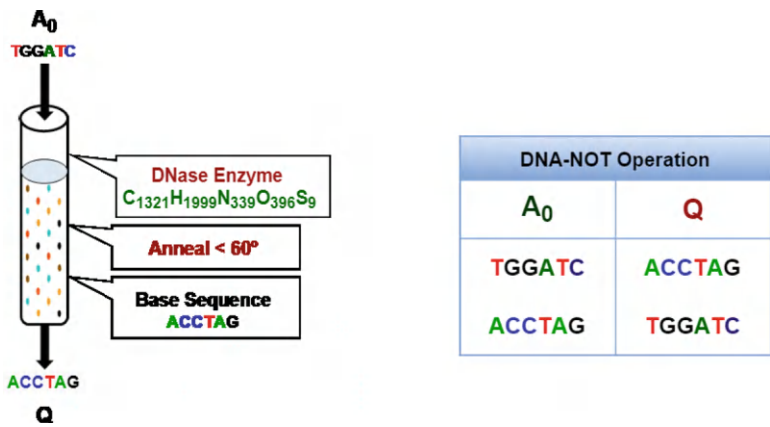 A₀
TGGATC
DNase Enzyme
C₁₃₂₁H₁₉₉₉N₃₃₉O₃₉₆S₉
Anneal < 60º
Base Sequence
ACCTAG
ACCTAG
Q
DNA-NOT Operation
A₀ Q
TGGATC ACCTAG
ACCTAG TGGATC